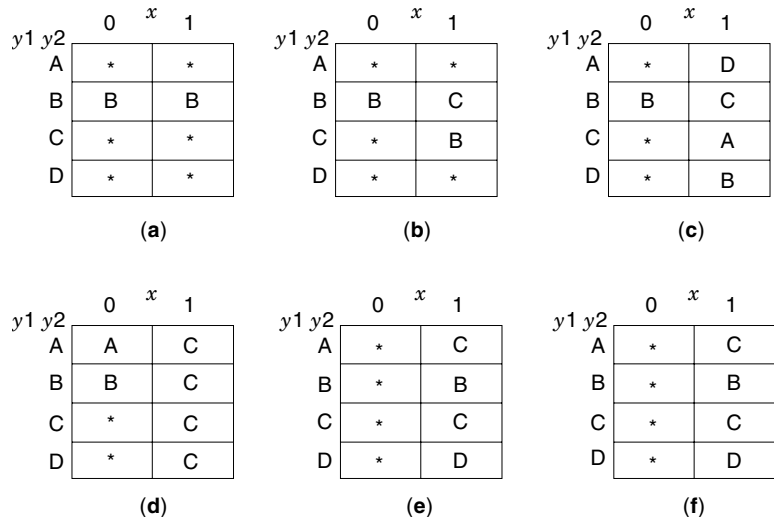 0 x 1
y1 y2
A * *
B B B
C * *
D * *
(a)
0 x 1
y1 y2
A * *
B B C
C * B
D * *
(b)
0 x 1
y1 y2
A * D
B B C
C * A
D * B
(c)
0 x 1
y1 y2
A A C
B B C
C * C
D * C
(d)
0 x 1
y1 y2
A * C
B * B
C * C
D * D
(e)
0 x 1
y1 y2
A * C
B * B
C * C
D * D
(f)